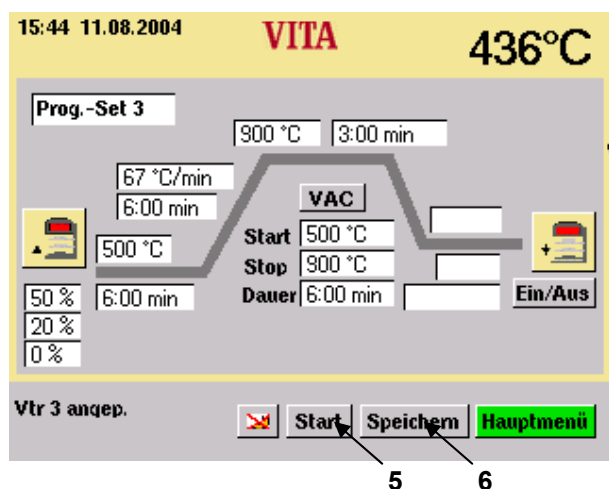 15:44 11.08.2004 VITA 436°C
Prog.-Set 3
900 °C 3:00 min
67 °C/min
6:00 min
VAC
500 °C
Start 500 °C
Stop 900 °C
50 % 6:00 min Dauer 6:00 min Ein/Aus
20 %
0 %
Vtr 3 angep.
Start Speichern Hauptmenü
5 6